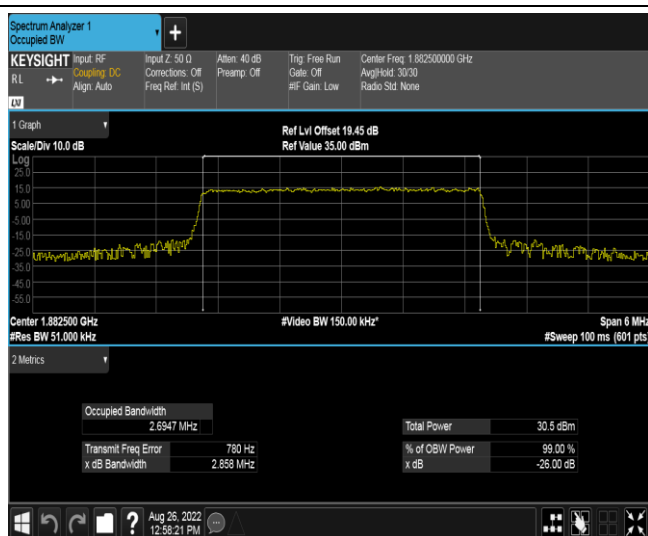 Spectrum Analyzer 1
Occupied BW
+
KEYSIGHT Input: RF Input Z: 50 Ω Atten: 40 dB Trig: Free Run Center Freq: 1.882500000 GHz
RL Coupling: DC Corrections: Off Preamp: Off Gate: Off Avg|Hold: 30/30
Align: Auto Freq Ref: Int (S) #IF Gain: Low Radio Std: None
LXI
1 Graph
Ref Lvl Offset 19.45 dB
Scale/Div 10.0 dB Ref Value 35.00 dBm
Log
25.0
15.0
5.00
-5.00
-15.0
-25.0
-35.0
-45.0
-55.0
Center 1.882500 GHz #Video BW 150.00 kHz* Span 6 MHz
#Res BW 51.000 kHz #Sweep 100 ms (601 pts)
2 Metrics
Occupied Bandwidth
2.6947 MHz Total Power 30.5 dBm
Transmit Freq Error 780 Hz % of OBW Power 99.00 %
x dB Bandwidth 2.858 MHz x dB -26.00 dB
? Aug 26, 2022
12:58:21 PM